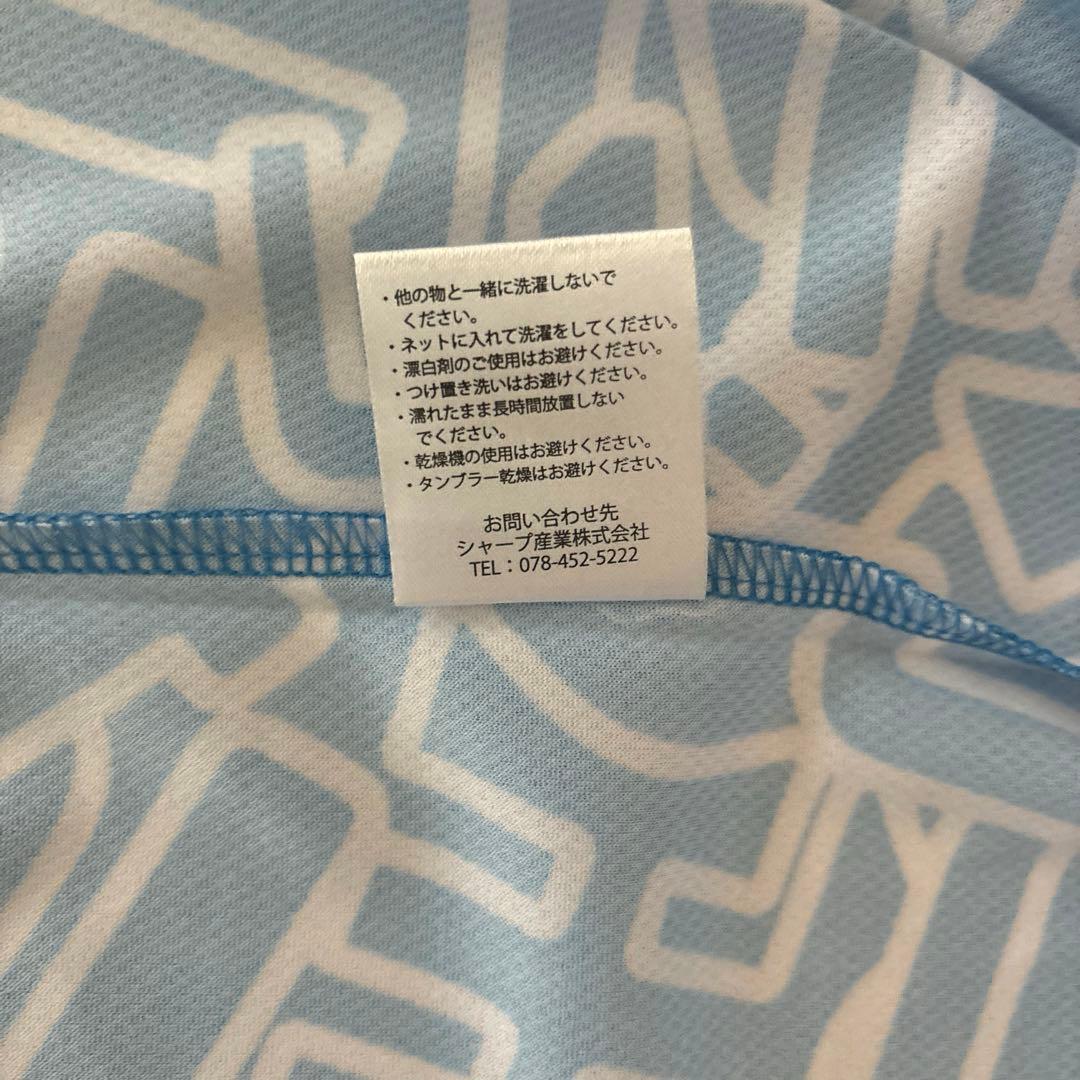 ・他の物と一緒に洗濯しないで
ください。
・ネットに入れて洗濯をしてください。
・漂白剤のご使用はお避けください。
・つけ置き洗いはお避けください。
・濡れたまま長時間放置しない
でください。
・乾燥機の使用はお避けください。
・タンブラー乾燥はお避けください。
お問い合わせ先
シャープ産業株式会社
TEL：078-452-5222